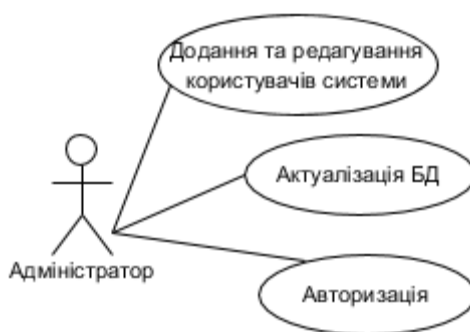 Додання та редагування
користувачів системи
Актуалізація БД
Адміністратор
Авторизація